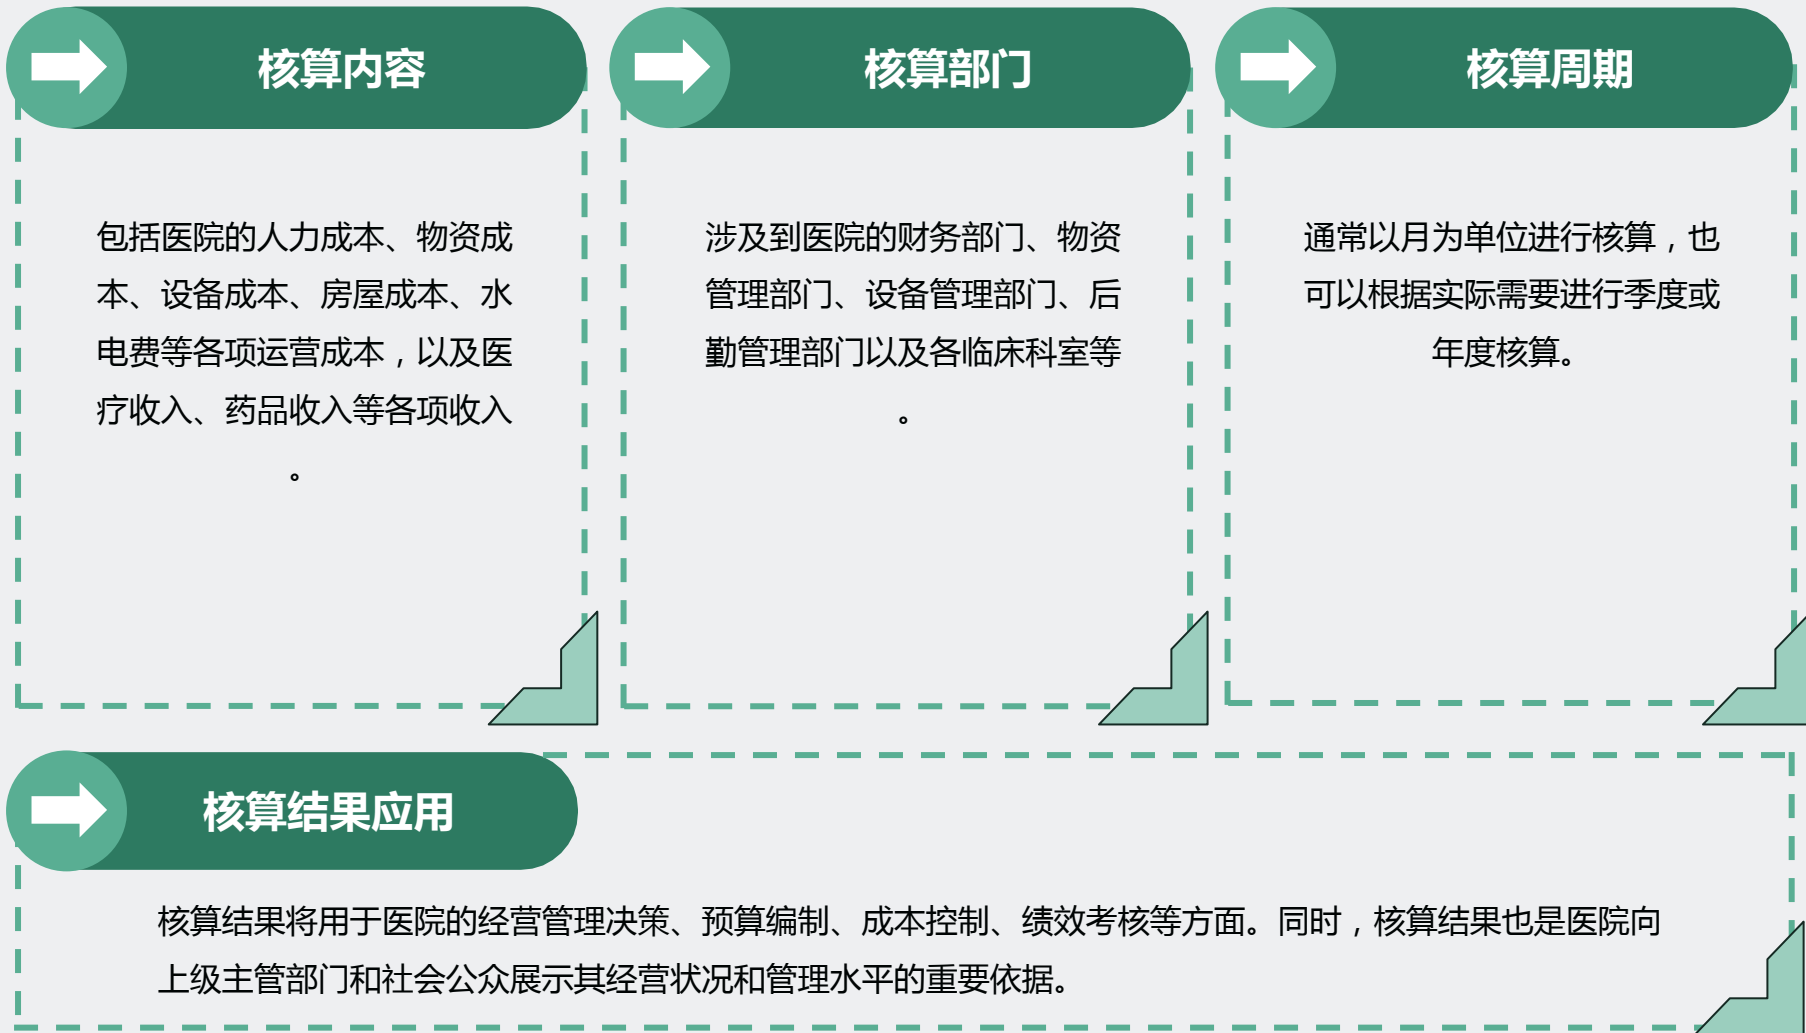 核算内容
包括医院的人力成本、物资成
本、设备成本、房屋成本、水
电费等各项运营成本，以及医
疗收入、药品收入等各项收入
。
核算部门
涉及到医院的财务部门、物资
管理部门、设备管理部门、后
勤管理部门以及各临床科室等
。
核算周期
通常以月为单位进行核算，也
可以根据实际需要进行季度或
年度核算。
核算结果应用
核算结果将用于医院的经营管理决策、预算编制、成本控制、绩效考核等方面。同时，核算结果也是医院向
上级主管部门和社会公众展示其经营状况和管理水平的重要依据。